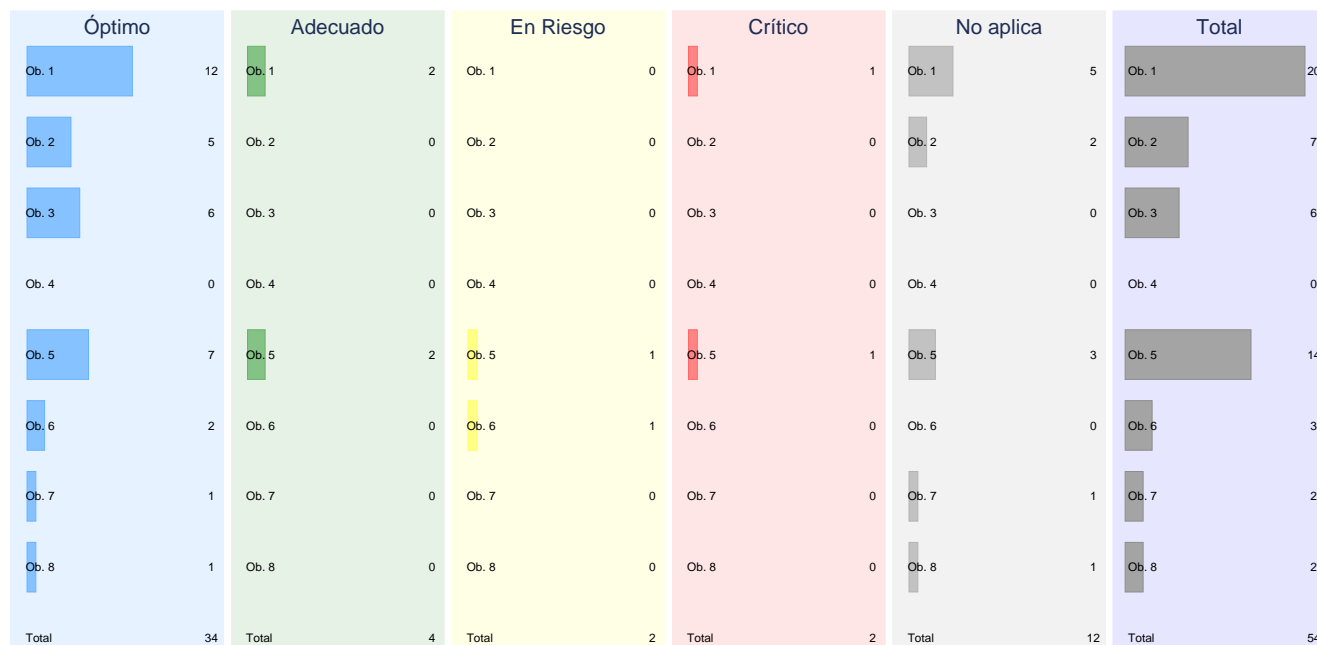 Óptimo Adecuado En Riesgo Crítico No aplica Total
Ob. 1 12 Ob. 1 2 Ob. 1 0 Ob. 1 1 Ob. 1 5 Ob. 1 20
Ob. 2 5 Ob. 2 0 Ob. 2 0 Ob. 2 0 Ob. 2 2 Ob. 2 7
Ob. 3 6 Ob. 3 0 Ob. 3 0 Ob. 3 0 Ob. 3 0 Ob. 3 6
Ob. 4 0 Ob. 4 0 Ob. 4 0 Ob. 4 0 Ob. 4 0 Ob. 4 0
Ob. 5 7 Ob. 5 2 Ob. 5 1 Ob. 5 1 Ob. 5 3 Ob. 5 14
Ob. 6 2 Ob. 6 0 Ob. 6 1 Ob. 6 0 Ob. 6 0 Ob. 6 3
Ob. 7 1 Ob. 7 0 Ob. 7 0 Ob. 7 0 Ob. 7 1 Ob. 7 2
Ob. 8 1 Ob. 8 0 Ob. 8 0 Ob. 8 0 Ob. 8 1 Ob. 8 2
Total 34 Total 4 Total 2 Total 2 Total 12 Total 54